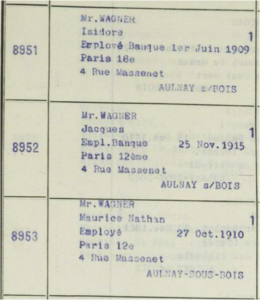 Mr.WAGNER
Isidore 1
8951 Employé Banque 1er Juin 1909
Paris 18e
4 Rue Massenet
AULNAY s/BOIS
Mr.WAGNER
Jacques 1
8952 Empl.Banque 25 Nov.1915
Paris 12ème
4 Rue Massenet
AULNAY s/BOIS
Mr.WAGNER
Maurice Nathan 1
8953 Employé 27 Oct.1910
Paris 12e
4 Rue Massenet
AULNAY-SOUS-BOIS